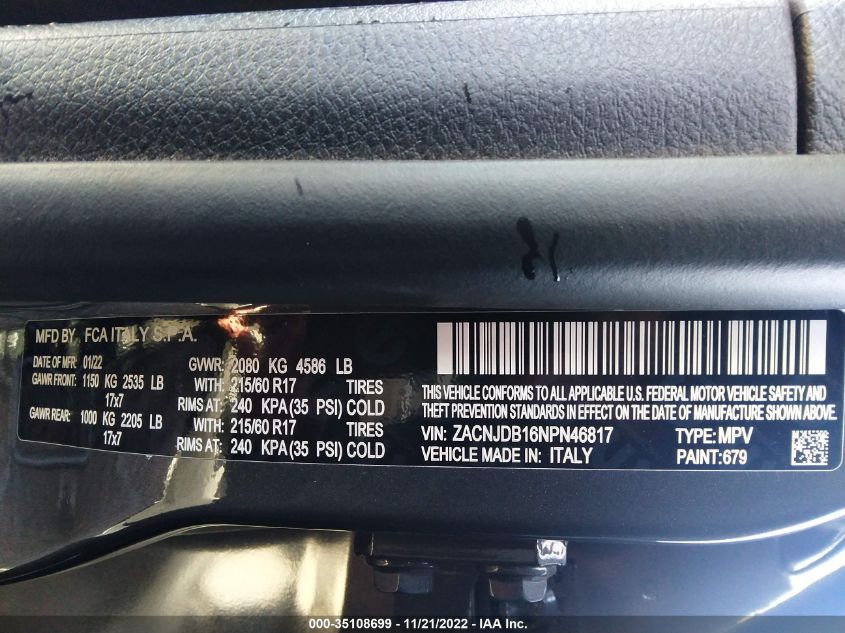 MFD BY FCA ITALY S.P.A.
DATE OF MFR: 01/22 GVWR: 2080 KG 4586 LB
GAWR FRONT: 1150 KG 2535 LB WITH: 215/60 R17 TIRES
17x7 RIMS AT: 240 KPA (35 PSI) COLD
GAWR REAR: 1000 KG 2205 LB WITH: 215/60 R17 TIRES
17x7 RIMS AT: 240 KPA (35 PSI) COLD
THIS VEHICLE CONFORMS TO ALL APPLICABLE U.S. FEDERAL MOTOR VEHICLE SAFETY AND
THEFT PREVENTION STANDARDS IN EFFECT ON THE DATE OF MANUFACTURE SHOWN ABOVE.
VIN: ZACNJDB16NPN46817 TYPE: MPV
VEHICLE MADE IN: ITALY PAINT: 679
000-35108699 - 11/21/2022 - IAA Inc.